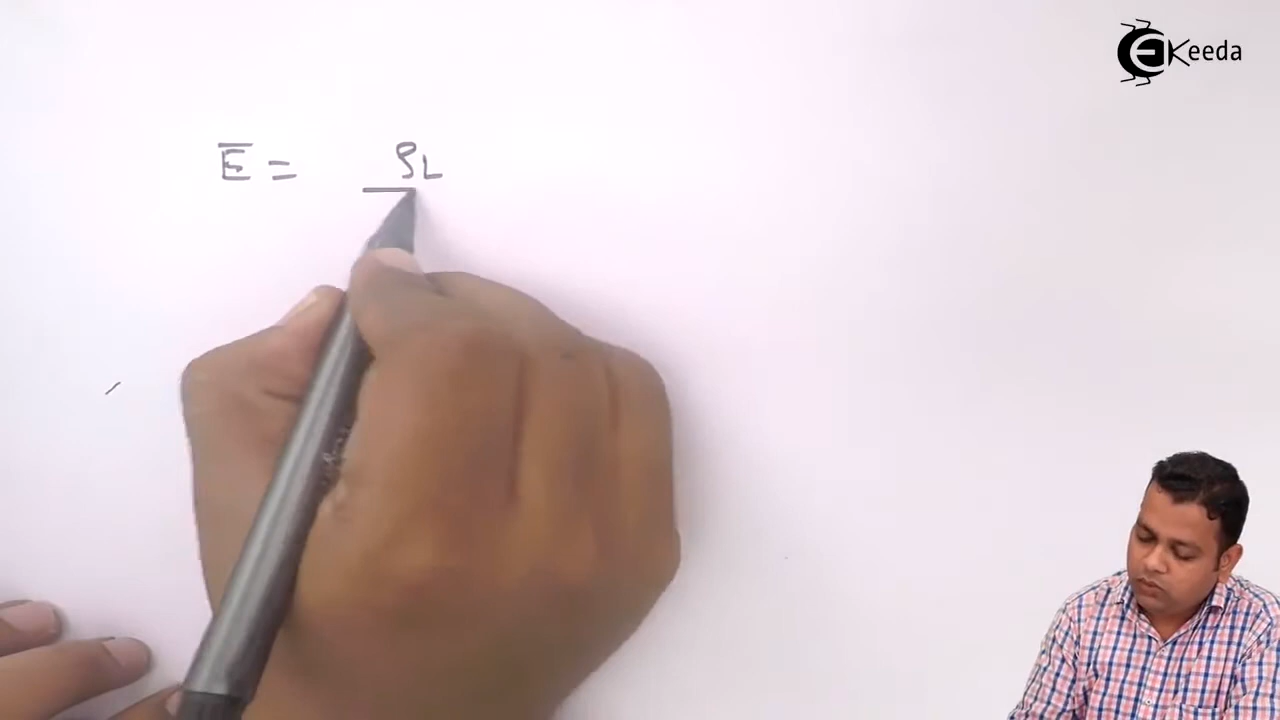 EKeeda
E̅ = ρL